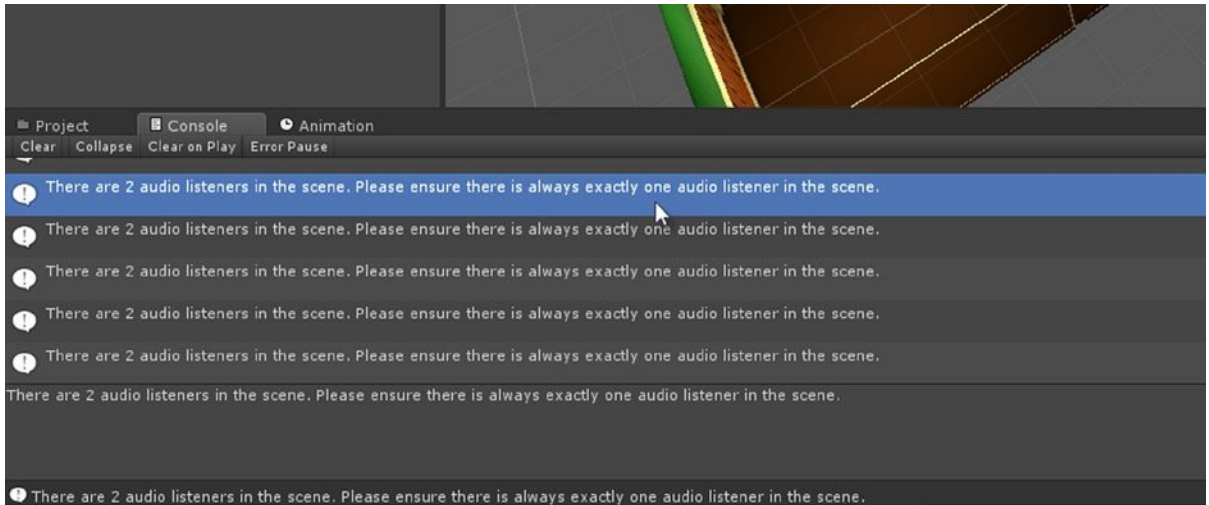 Project Console Animation
Clear Collapse Clear on Play Error Pause
There are 2 audio listeners in the scene. Please ensure there is always exactly one audio listener in the scene.
There are 2 audio listeners in the scene. Please ensure there is always exactly one audio listener in the scene.
There are 2 audio listeners in the scene. Please ensure there is always exactly one audio listener in the scene.
There are 2 audio listeners in the scene. Please ensure there is always exactly one audio listener in the scene.
There are 2 audio listeners in the scene. Please ensure there is always exactly one audio listener in the scene.
There are 2 audio listeners in the scene. Please ensure there is always exactly one audio listener in the scene.
There are 2 audio listeners in the scene. Please ensure there is always exactly one audio listener in the scene.